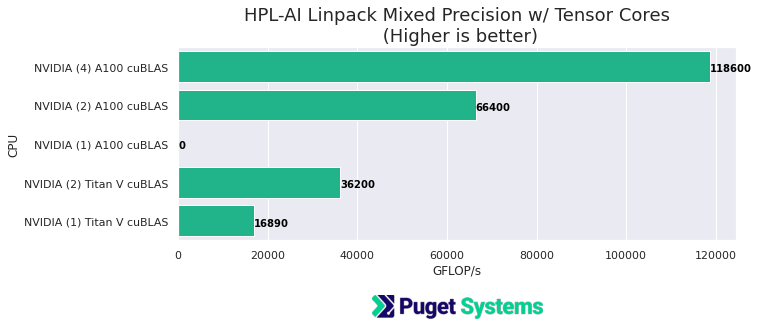 HPL-AI Linpack Mixed Precision w/ Tensor Cores
(Higher is better)
CPU
NVIDIA (4) A100 cuBLAS 118600
NVIDIA (2) A100 cuBLAS 66400
NVIDIA (1) A100 cuBLAS 0
NVIDIA (2) Titan V cuBLAS 36200
NVIDIA (1) Titan V cuBLAS 16890
0 20000 40000 60000 80000 100000 120000
GFLOP/s
Puget Systems